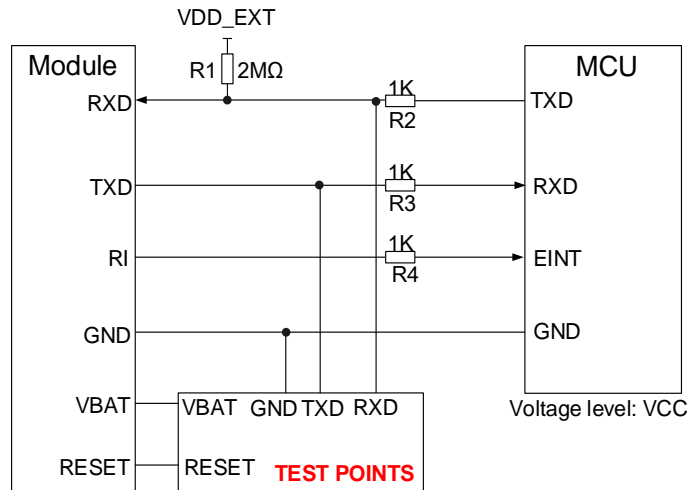 VDD_EXT
Module
R1
2MΩ
MCU
RXD
1K
R2
TXD
TXD
1K
R3
RXD
RI
1K
R4
EINT
GND
GND
VBAT
VBAT GND TXD RXD
Voltage level: VCC
RESET
RESET
TEST POINTS